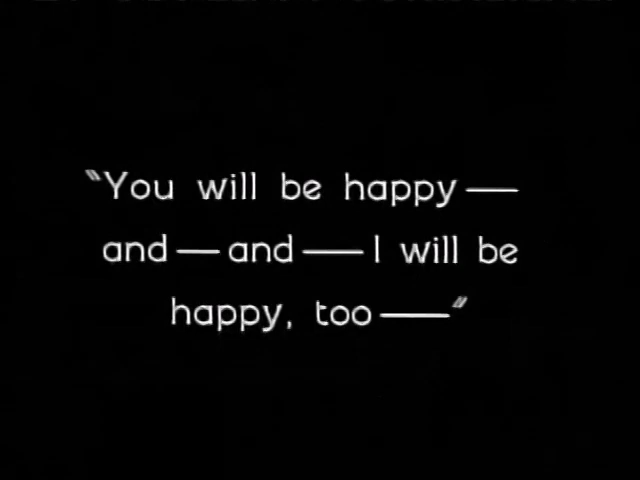 "You will be happy—
and—and—I will be
happy, too—"